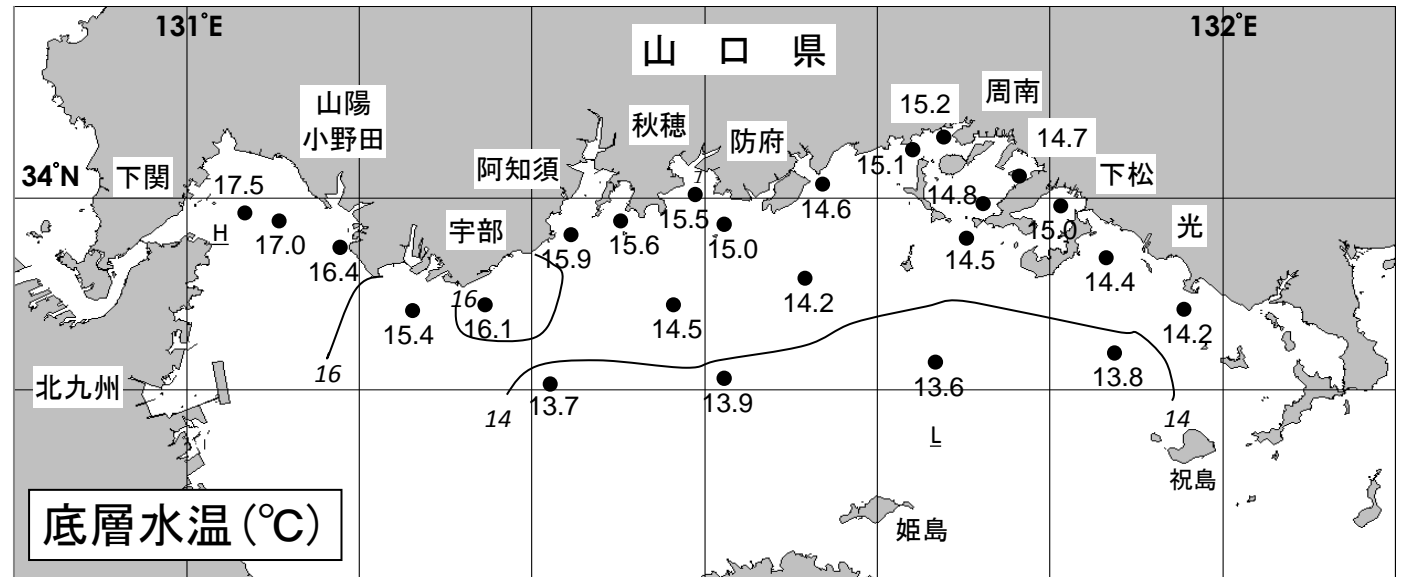 131°E
132°E
山 口 県
山陽
小野田
秋穂
防府
15.2
周南
14.7
34°N
下関
17.5
阿知須
15.1
下松
14.8
14.6
H
17.0
宇部
15.5
15.6
15.0
15.0
光
16.4
15.9
14.5
14.4
14.2
16
16.1
15.4
14.5
14.2
16
北九州
14
13.7
13.9
13.6
13.8
14
L
祝島
姫島
底層水温(℃)